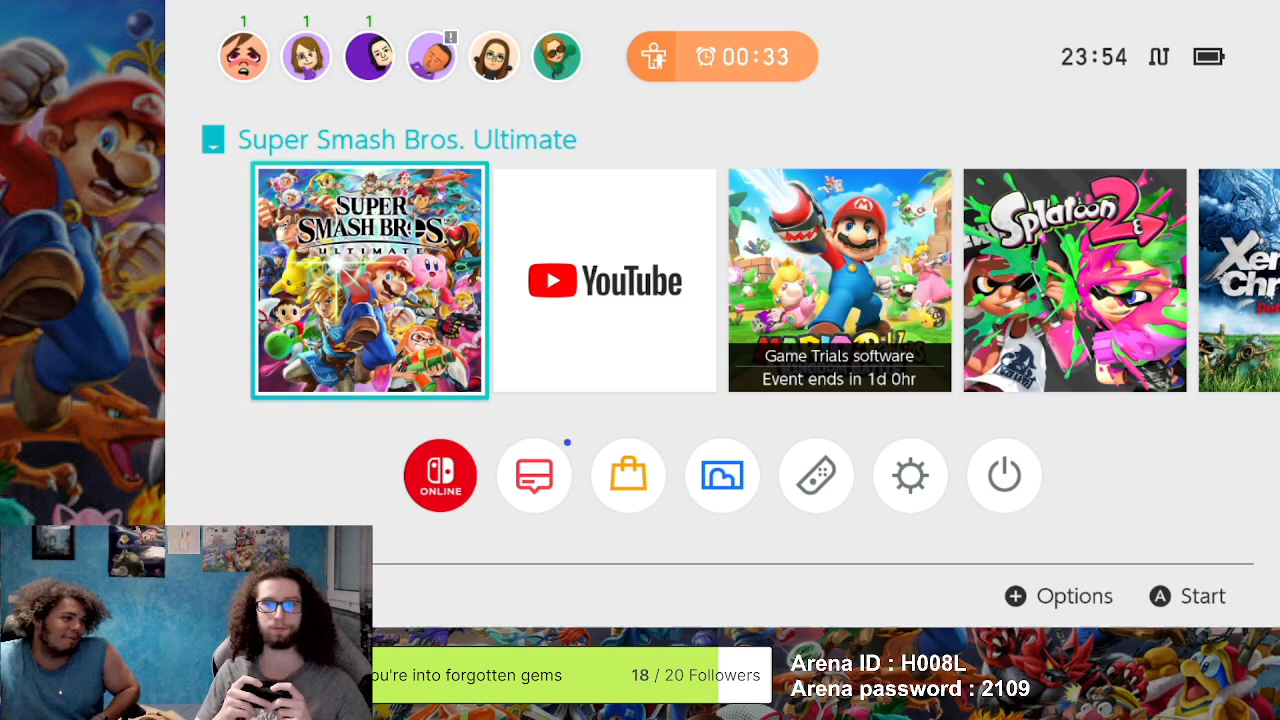 1 1 1
!
00:33
23:54
Super Smash Bros. Ultimate
SUPER
SMASH BROS.
ULTIMATE
YouTube
Game Trials software
Event ends in 1d 0hr
Splatoon 2
ONLINE
Options
A Start
ou're into forgotten gems
18 / 20 Followers
Arena ID : H008L
Arena password : 2109